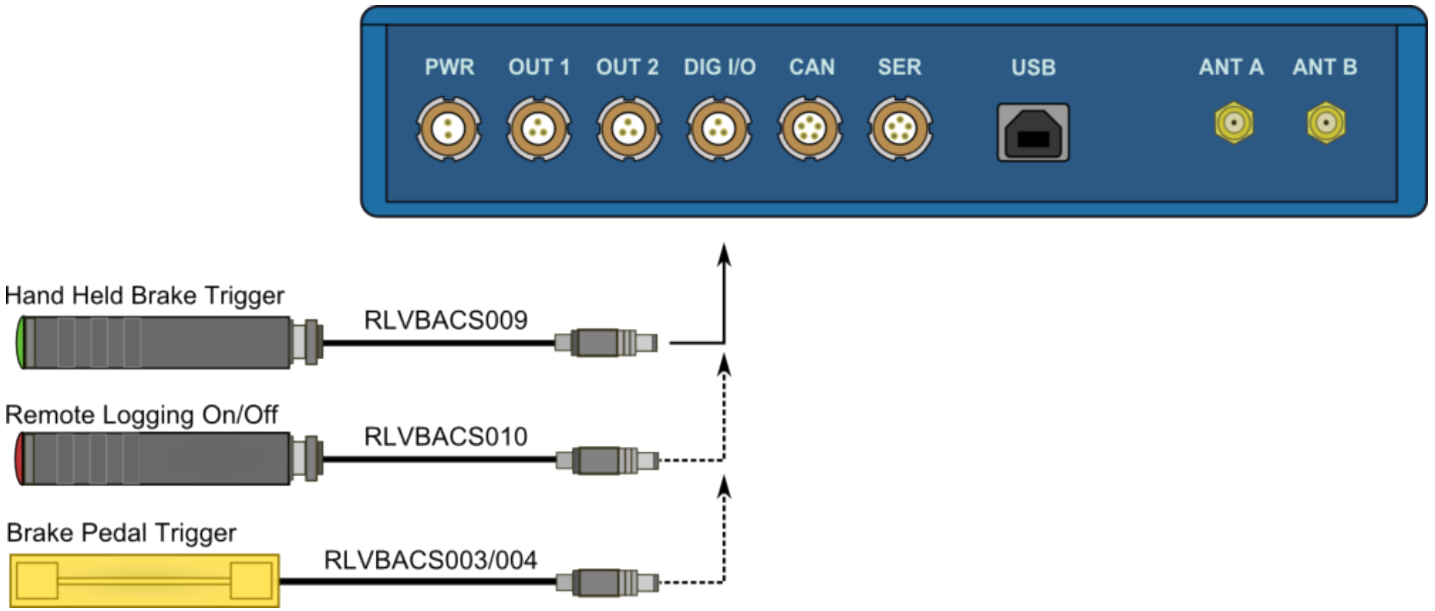 PWR OUT 1 OUT 2 DIG I/O CAN SER USB ANT A ANT B
Hand Held Brake Trigger
RLVBACS009
Remote Logging On/Off
RLVBACS010
Brake Pedal Trigger
RLVBACS003/004